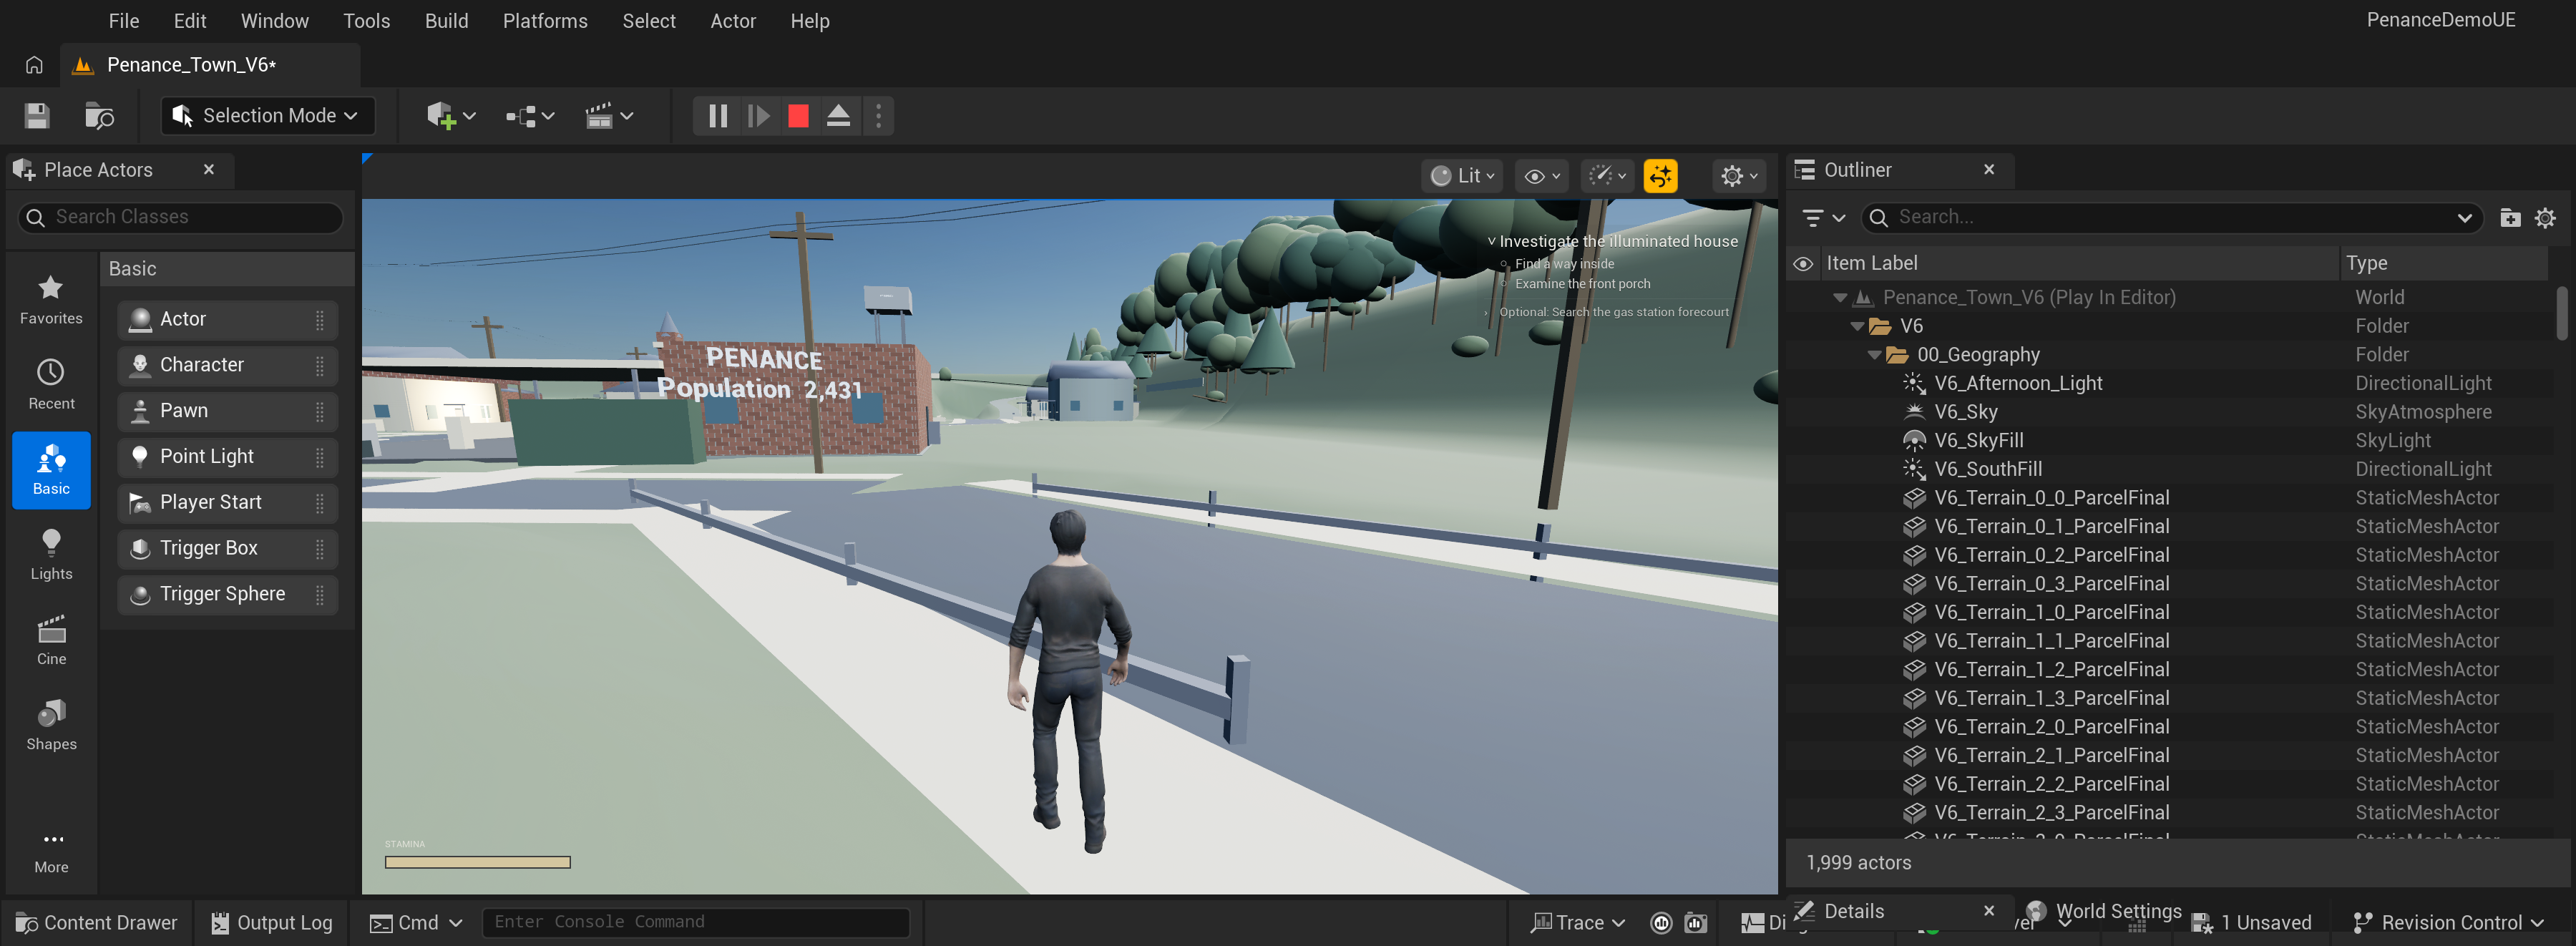 File Edit Window Tools Build Platforms Select Actor Help
PenanceDemoUE
Penance_Town_V6*
Selection Mode
Place Actors
Search Classes
Favorites
Recent
Basic
Lights
Cine
Shapes
More
Basic
Actor
Character
Pawn
Point Light
Player Start
Trigger Box
Trigger Sphere
Lit
Investigate the illuminated house
Find a way inside
Examine the front porch
Optional: Search the gas station forecourt
PENANCE
Population 2,431
STAMINA
Outliner
Search...
Item Label Type
Penance_Town_V6 (Play In Editor) World
V6 Folder
00_Geography Folder
V6_Afternoon_Light DirectionalLight
V6_Sky SkyAtmosphere
V6_SkyFill SkyLight
V6_SouthFill DirectionalLight
V6_Terrain_0_0_ParcelFinal StaticMeshActor
V6_Terrain_0_1_ParcelFinal StaticMeshActor
V6_Terrain_0_2_ParcelFinal StaticMeshActor
V6_Terrain_0_3_ParcelFinal StaticMeshActor
V6_Terrain_1_0_ParcelFinal StaticMeshActor
V6_Terrain_1_1_ParcelFinal StaticMeshActor
V6_Terrain_1_2_ParcelFinal StaticMeshActor
V6_Terrain_1_3_ParcelFinal StaticMeshActor
V6_Terrain_2_0_ParcelFinal StaticMeshActor
V6_Terrain_2_1_ParcelFinal StaticMeshActor
V6_Terrain_2_2_ParcelFinal StaticMeshActor
V6_Terrain_2_3_ParcelFinal StaticMeshActor
1,999 actors
Details World Settings
Content Drawer Output Log Cmd Enter Console Command Trace 1 Unsaved Revision Control